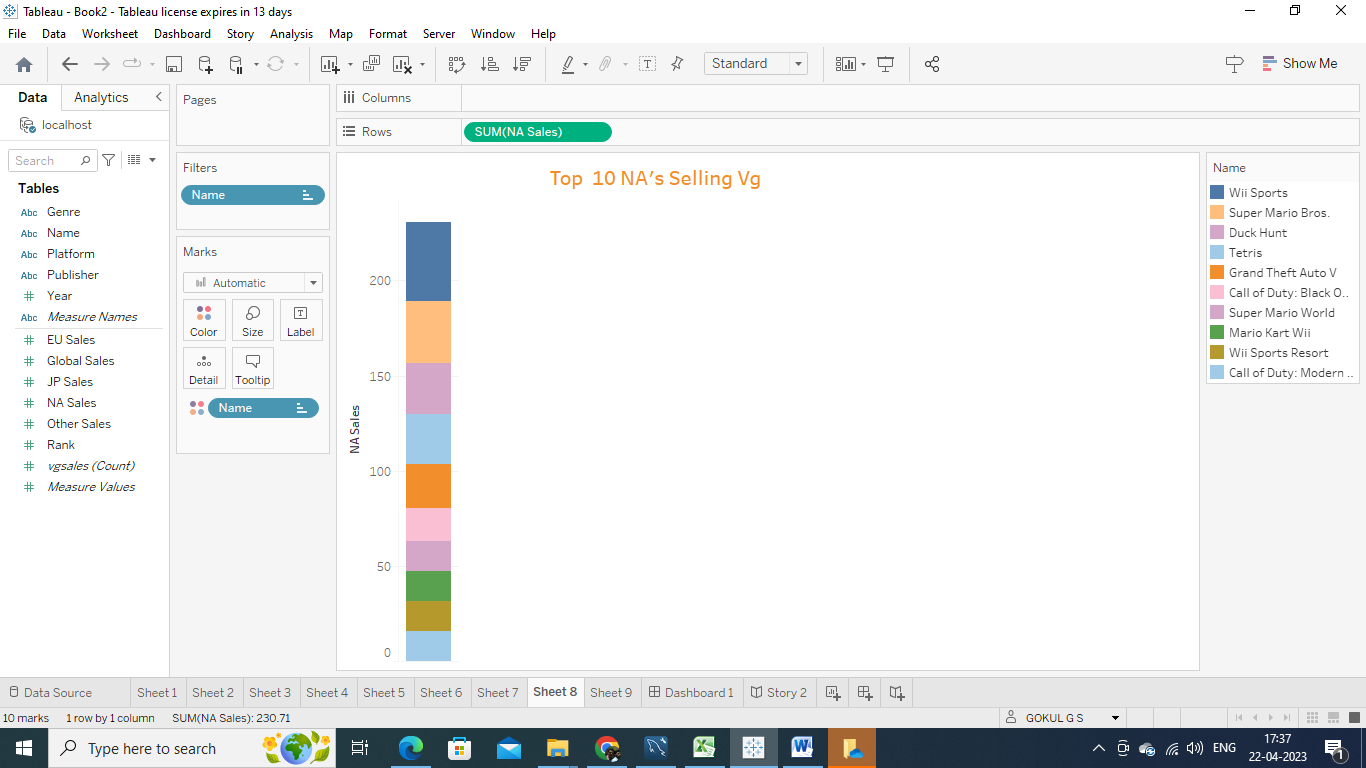 Tableau - Book2 - Tableau license expires in 13 days
File Data Worksheet Dashboard Story Analysis Map Format Server Window Help
Standard
Show Me
Data Analytics
localhost
Search
Tables
Abc Genre
Abc Name
Abc Platform
Abc Publisher
# Year
Abc Measure Names
# EU Sales
# Global Sales
# JP Sales
# NA Sales
# Other Sales
# Rank
# vgsales (Count)
# Measure Values
Pages
Filters
Name
Marks
Automatic
Color Size Label
Detail Tooltip
Name
Columns
Rows SUM(NA Sales)
Top 10 NA's Selling Vg
NA Sales
200
150
100
50
0
Name
Wii Sports
Super Mario Bros.
Duck Hunt
Tetris
Grand Theft Auto V
Call of Duty: Black O..
Super Mario World
Mario Kart Wii
Wii Sports Resort
Call of Duty: Modern ..
Data Source Sheet 1 Sheet 2 Sheet 3 Sheet 4 Sheet 5 Sheet 6 Sheet 7 Sheet 8 Sheet 9 Dashboard 1 Story 2
10 marks 1 row by 1 column SUM(NA Sales): 230.71 GOKUL G S
Type here to search
ENG
17:37
22-04-2023
1